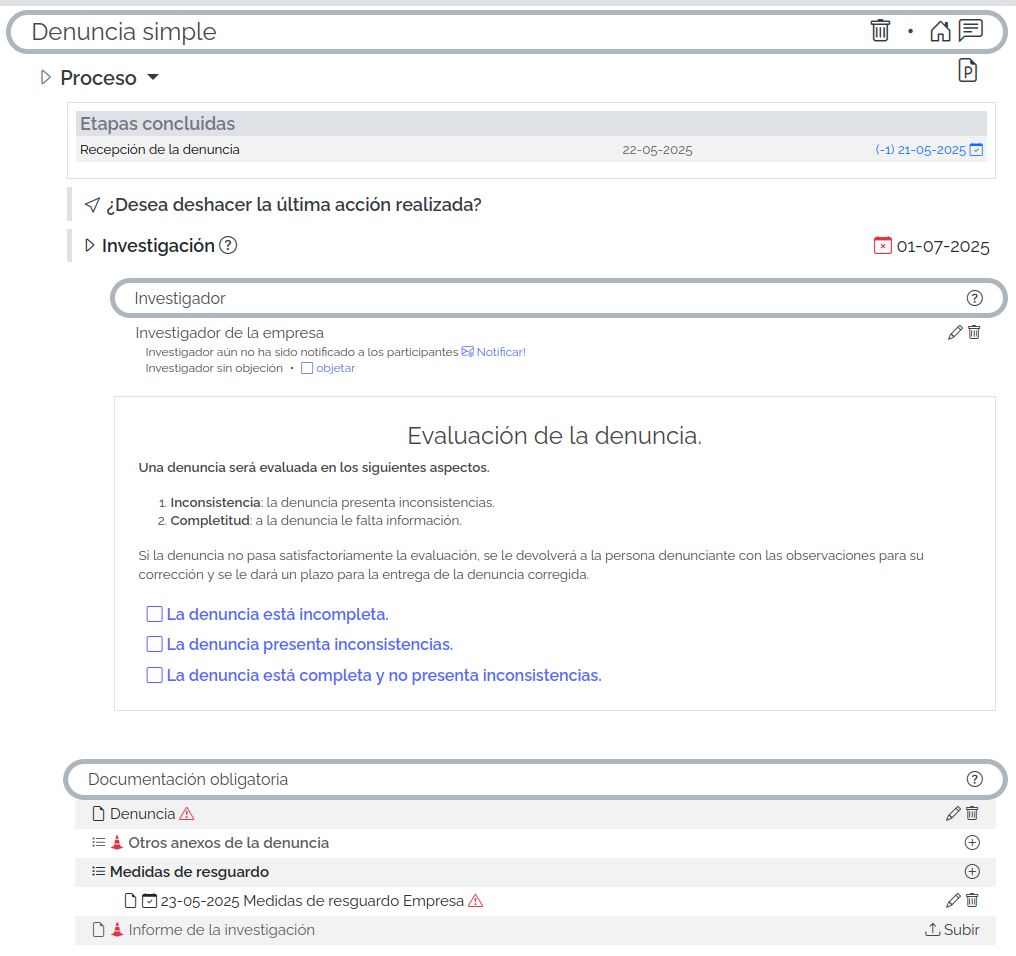 Denuncia simple
Proceso
P
Etapas concluidas
Recepción de la denuncia 22-05-2025 (-1) 21-05-2025
¿Desea deshacer la última acción realizada?
Investigación ? 01-07-2025
Investigador ?
Investigador de la empresa
Investigador aún no ha sido notificado a los participantes Notificar!
Investigador sin objeción • objetar
Evaluación de la denuncia.
Una denuncia será evaluada en los siguientes aspectos.
1. Inconsistencia: la denuncia presenta inconsistencias.
2. Completitud: a la denuncia le falta información.
Si la denuncia no pasa satisfactoriamente la evaluación, se le devolverá a la persona denunciante con las observaciones para su
corrección y se le dará un plazo para la entrega de la denuncia corregida.
La denuncia está incompleta.
La denuncia presenta inconsistencias.
La denuncia está completa y no presenta inconsistencias.
Documentación obligatoria ?
Denuncia
Otros anexos de la denuncia
Medidas de resguardo
23-05-2025 Medidas de resguardo Empresa
Informe de la investigación Subir